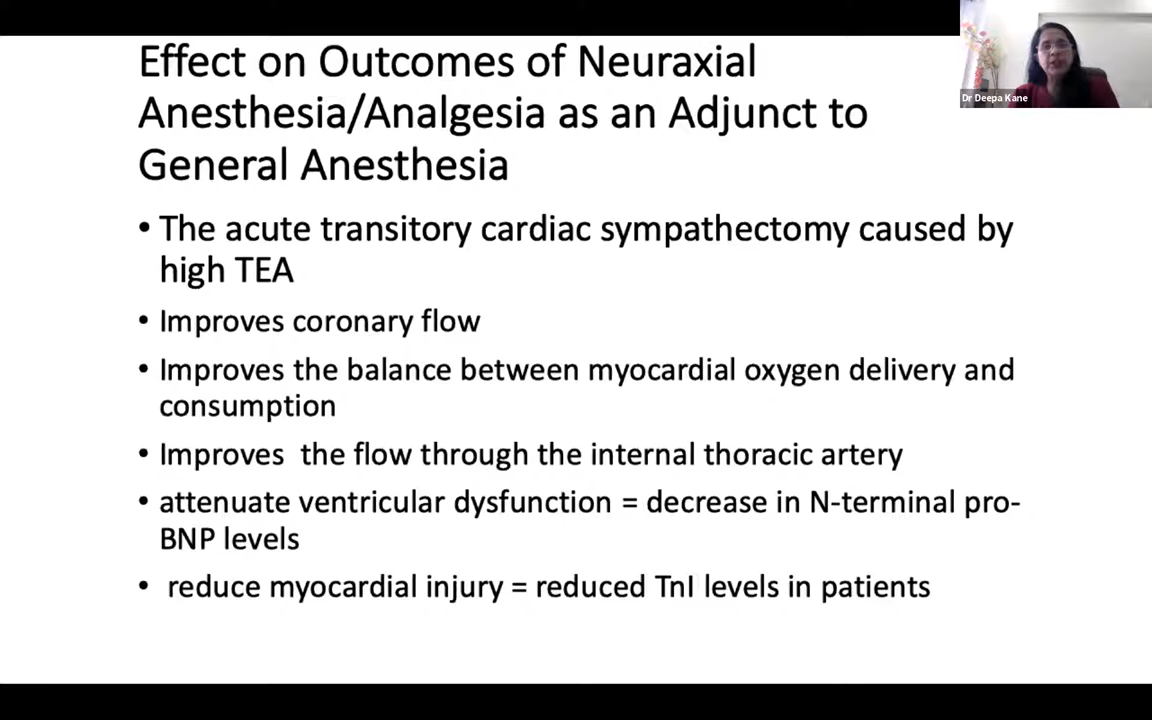 Effect on Outcomes of Neuraxial
Anesthesia/Analgesia as an Adjunct to
General Anesthesia
• The acute transitory cardiac sympathectomy caused by
high TEA
• Improves coronary flow
• Improves the balance between myocardial oxygen delivery and
consumption
• Improves  the flow through the internal thoracic artery
• attenuate ventricular dysfunction = decrease in N-terminal pro-
BNP levels
•  reduce myocardial injury = reduced TnI levels in patients
Dr Deepa Kane